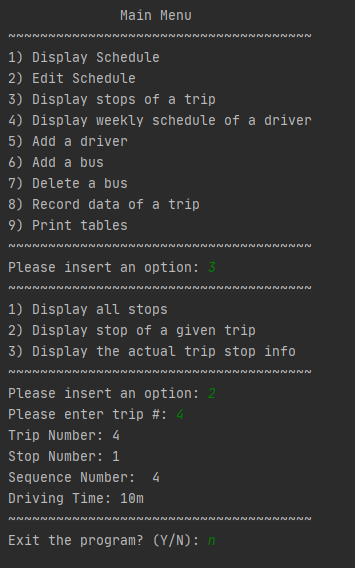 Main Menu
~~~~~~~~~~~~~~~~~~~~~~~~~~~~~~~~~~~~~~
1) Display Schedule
2) Edit Schedule
3) Display stops of a trip
4) Display weekly schedule of a driver
5) Add a driver
6) Add a bus
7) Delete a bus
8) Record data of a trip
9) Print tables
~~~~~~~~~~~~~~~~~~~~~~~~~~~~~~~~~~~~~~
Please insert an option: 3
~~~~~~~~~~~~~~~~~~~~~~~~~~~~~~~~~~~~~~
1) Display all stops
2) Display stop of a given trip
3) Display the actual trip stop info
~~~~~~~~~~~~~~~~~~~~~~~~~~~~~~~~~~~~~~
Please insert an option: 2
Please enter trip #: 4
Trip Number: 4
Stop Number: 1
Sequence Number:  4
Driving Time: 10m
~~~~~~~~~~~~~~~~~~~~~~~~~~~~~~~~~~~~~~
Exit the program? (Y/N): n